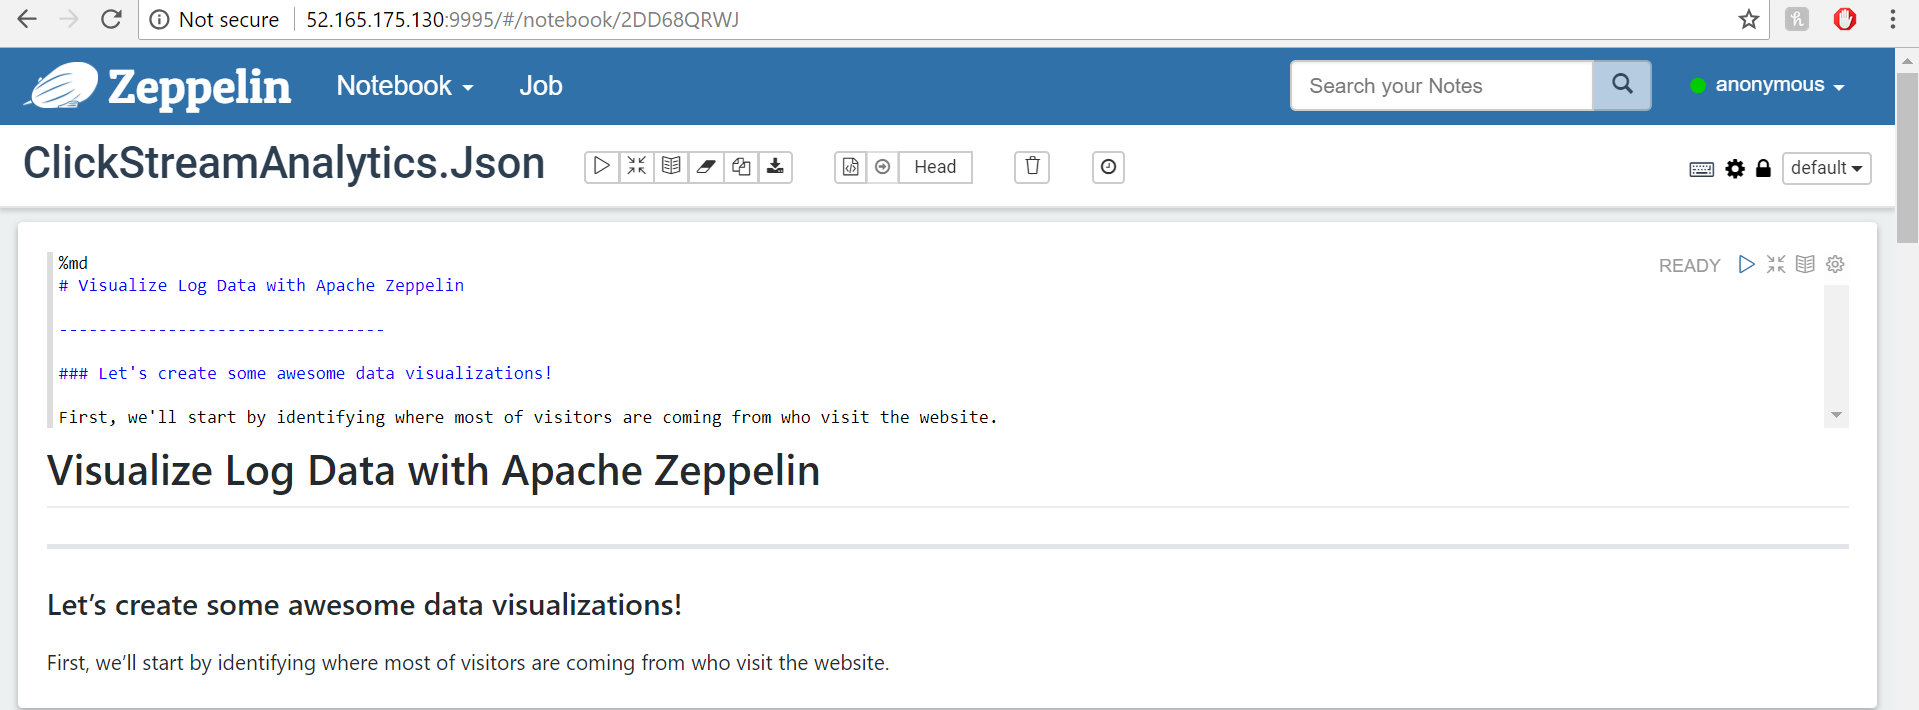 Not secure 52.165.175.130:9995/#/notebook/2DD68QRWJ
Zeppelin Notebook Job Search your Notes anonymous
ClickStreamAnalytics.Json Head default
%md READY
# Visualize Log Data with Apache Zeppelin
---------------------------------
### Let's create some awesome data visualizations!
First, we'll start by identifying where most of visitors are coming from who visit the website.
Visualize Log Data with Apache Zeppelin
Let’s create some awesome data visualizations!
First, we’ll start by identifying where most of visitors are coming from who visit the website.